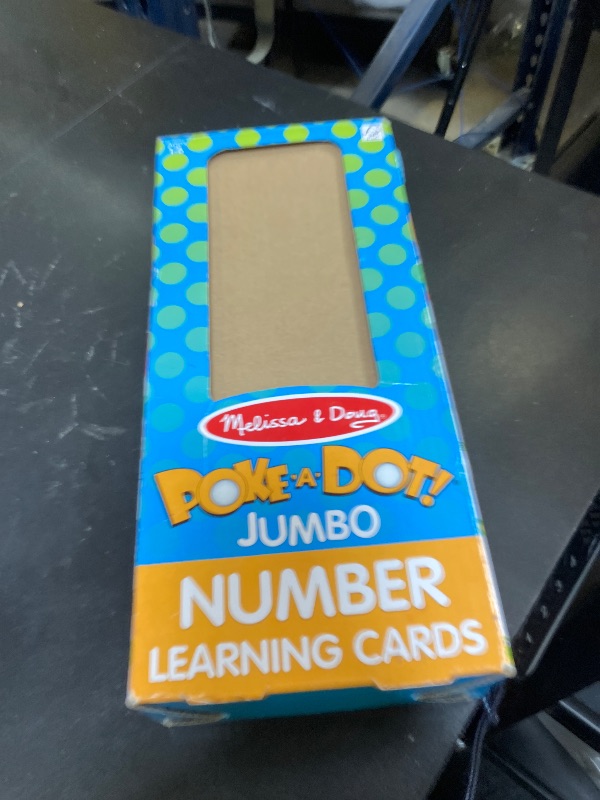 Melissa & Doug
POKE-A-DOT!
JUMBO
NUMBER
LEARNING CARDS